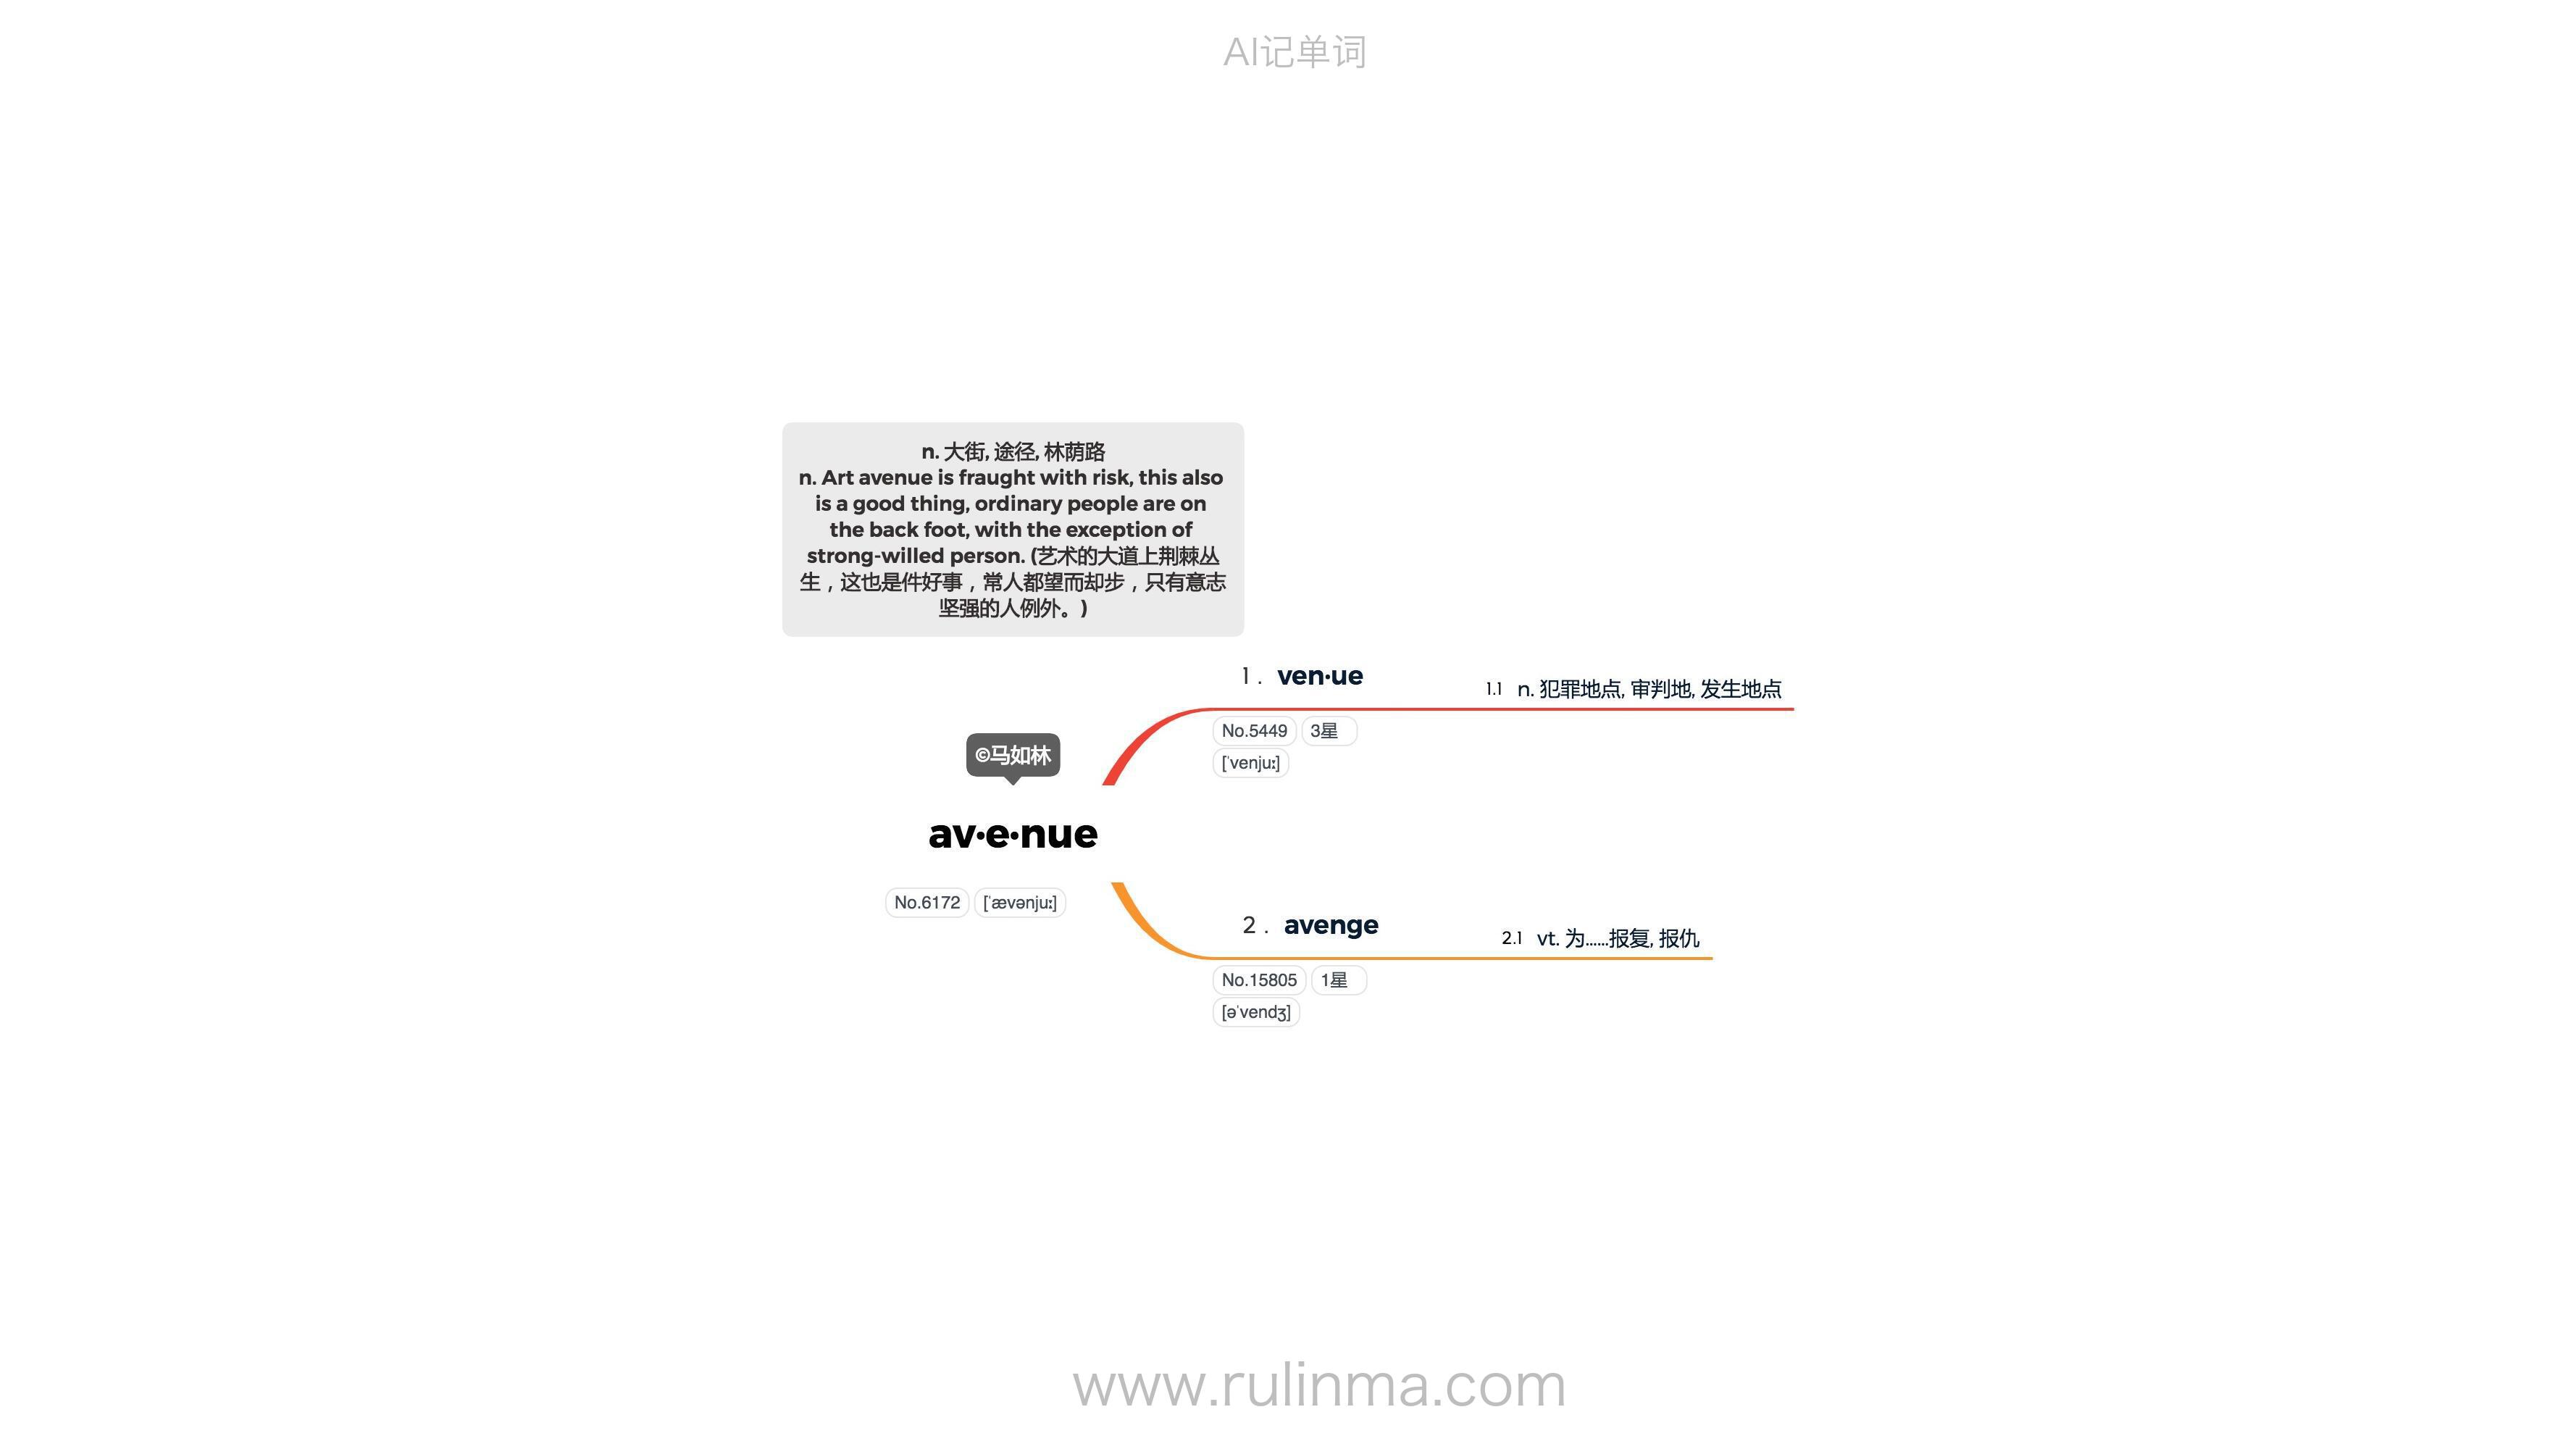 AI记单词
n. 大街, 途径, 林荫路
n. Art avenue is fraught with risk, this also
is a good thing, ordinary people are on
the back foot, with the exception of
strong-willed person. (艺术的大道上荆棘丛
生，这也是件好事，常人都望而却步，只有意志
坚强的人例外。)
1. ven·ue
1.1 n. 犯罪地点, 审判地, 发生地点
No.5449 3星
[ˈvenjuː]
©马如林
av·e·nue
No.6172 [ˈævənjuː]
2. avenge
2.1 vt. 为……报复, 报仇
No.15805 1星
[əˈvendʒ]
www.rulinma.com